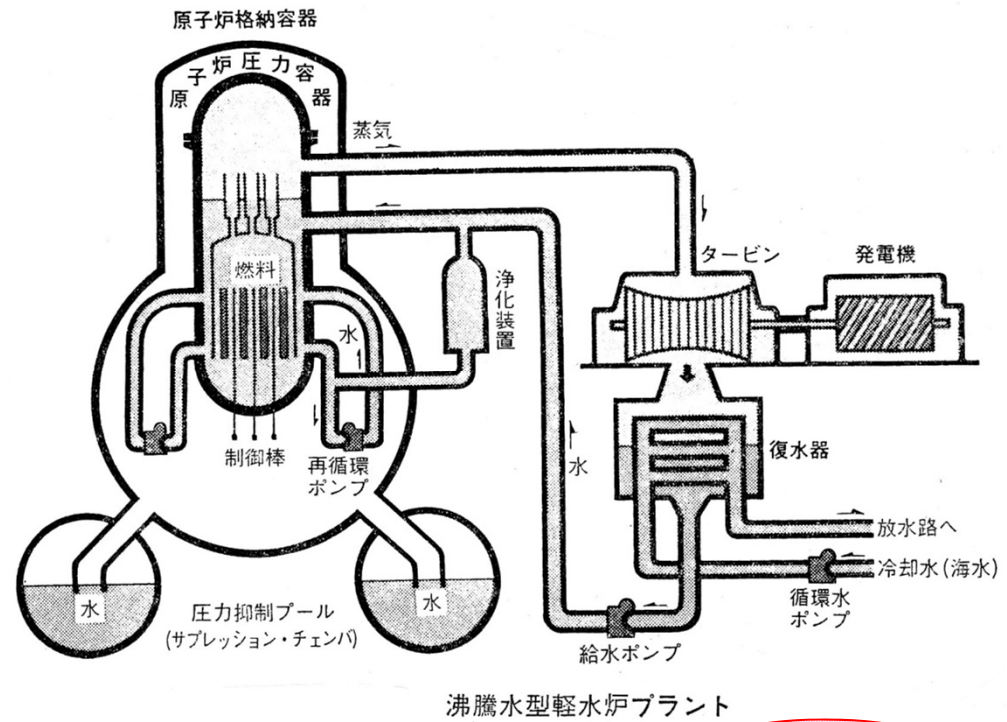 原子炉格納容器
原子炉圧力容器
蒸気
タービン
発電機
燃料
浄化装置
水
制御棒
再循環
ポンプ
水
復水器
放水路へ
冷却水(海水)
循環水
ポンプ
水
水
圧力抑制プール
(サプレッション・チェンバ)
給水ポンプ
沸騰水型軽水炉プラント